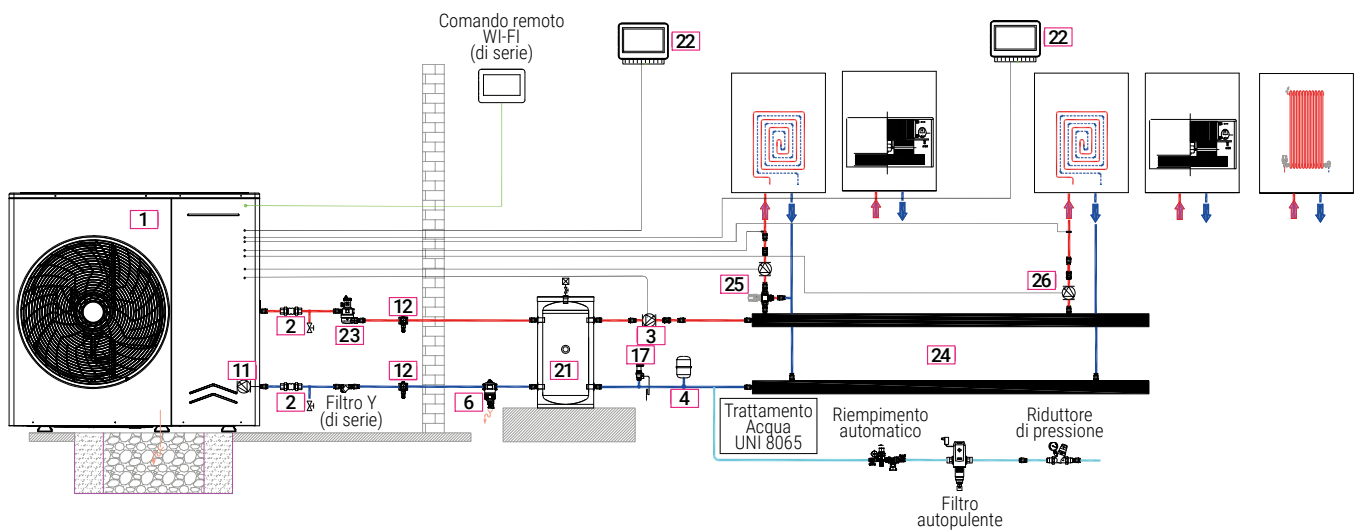 Comando remoto
WI-FI
(di serie)
22
22
1
25
26
12
2
23
3
17
24
11
21
12
2
Filtro Y
(di serie)
6
4
Trattamento
Acqua
UNI 8065
Riempimento
automatico
Riduttore
di pressione
Filtro
autopulente